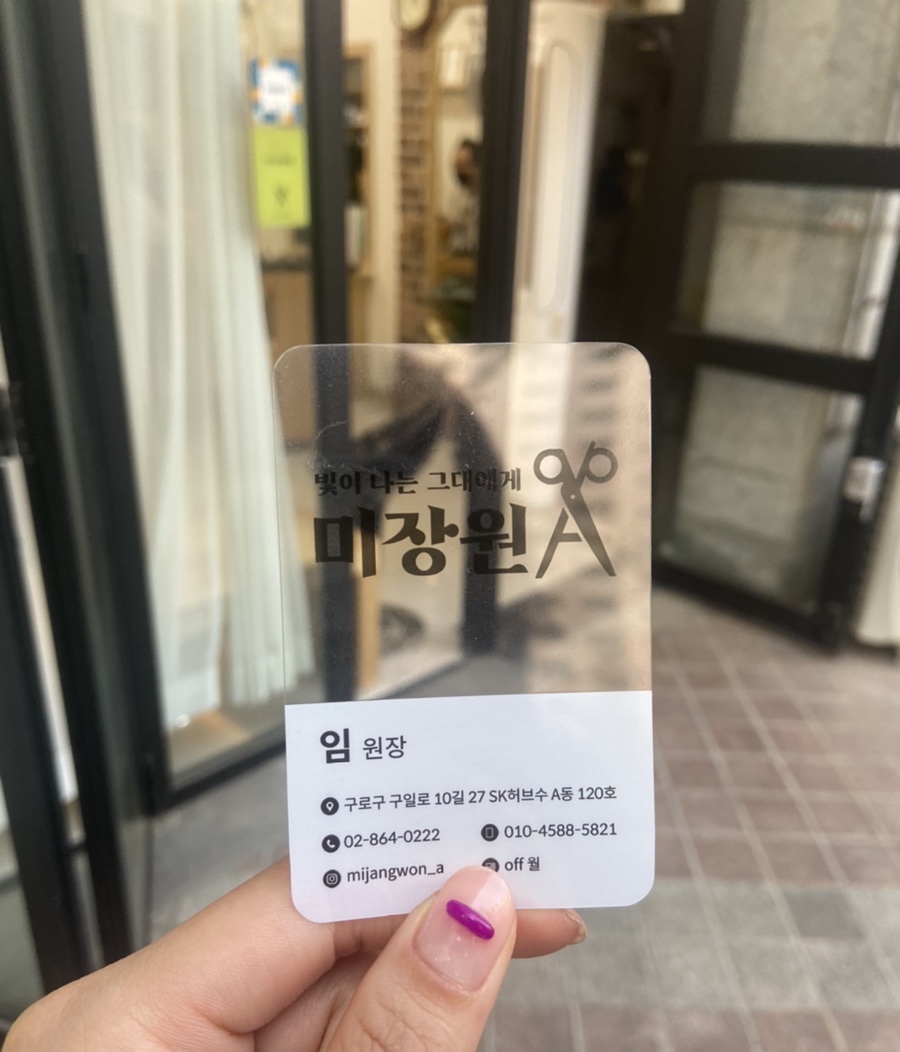 빛이 나는 그대에게
미장원A
임 원장
구로구 구일로 10길 27 SK허브수 A동 120호
02-864-0222
010-4588-5821
mijangwon_a
off 월